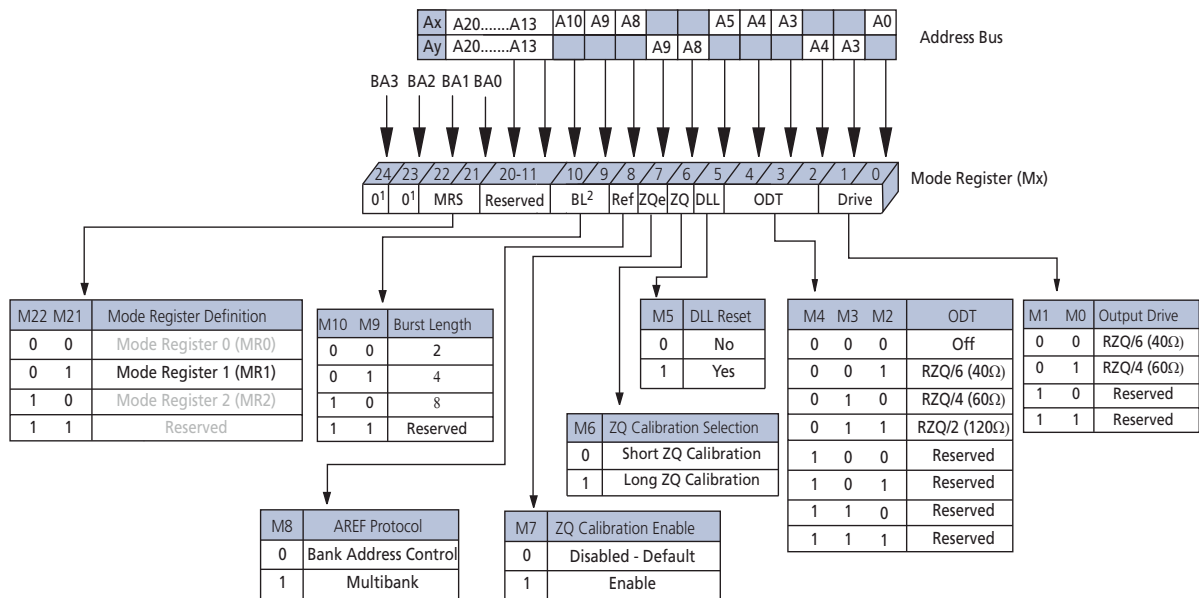 Ax A20.......A13 A10 A9 A8 A5 A4 A3 A0
Ay A20.......A13 A9 A8 A4 A3
Address Bus
BA3 BA2 BA1 BA0
24 23 22 21 20-11 10 9 8 7 6 5 4 3 2 1 0
Mode Register (Mx)
0¹ 0¹ MRS Reserved BL² Ref ZQe ZQ DLL ODT Drive
M22 M21 Mode Register Definition
0 0 Mode Register 0 (MR0)
0 1 Mode Register 1 (MR1)
1 0 Mode Register 2 (MR2)
1 1 Reserved
M10 M9 Burst Length
0 0 2
0 1 4
1 0 8
1 1 Reserved
M5 DLL Reset
0 No
1 Yes
M4 M3 M2 ODT
0 0 0 Off
0 0 1 RZQ/6 (40Ω)
0 1 0 RZQ/4 (60Ω)
0 1 1 RZQ/2 (120Ω)
1 0 0 Reserved
1 0 1 Reserved
1 1 0 Reserved
1 1 1 Reserved
M1 M0 Output Drive
0 0 RZQ/6 (40Ω)
0 1 RZQ/4 (60Ω)
1 0 Reserved
1 1 Reserved
M6 ZQ Calibration Selection
0 Short ZQ Calibration
1 Long ZQ Calibration
M8 AREF Protocol
0 Bank Address Control
1 Multibank
M7 ZQ Calibration Enable
0 Disabled - Default
1 Enable